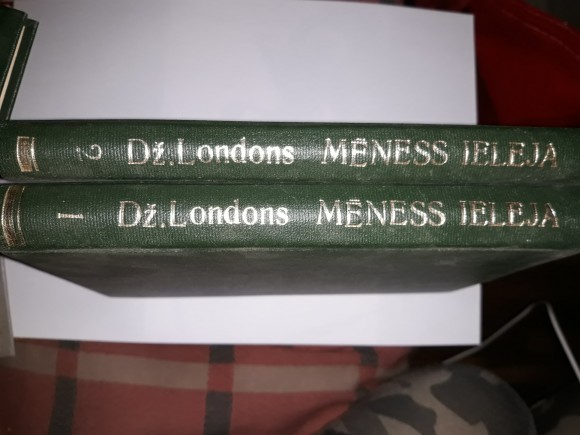 2 Dž.Londons MĒNESS IELEJA
1 Dž.Londons MĒNESS IELEJA